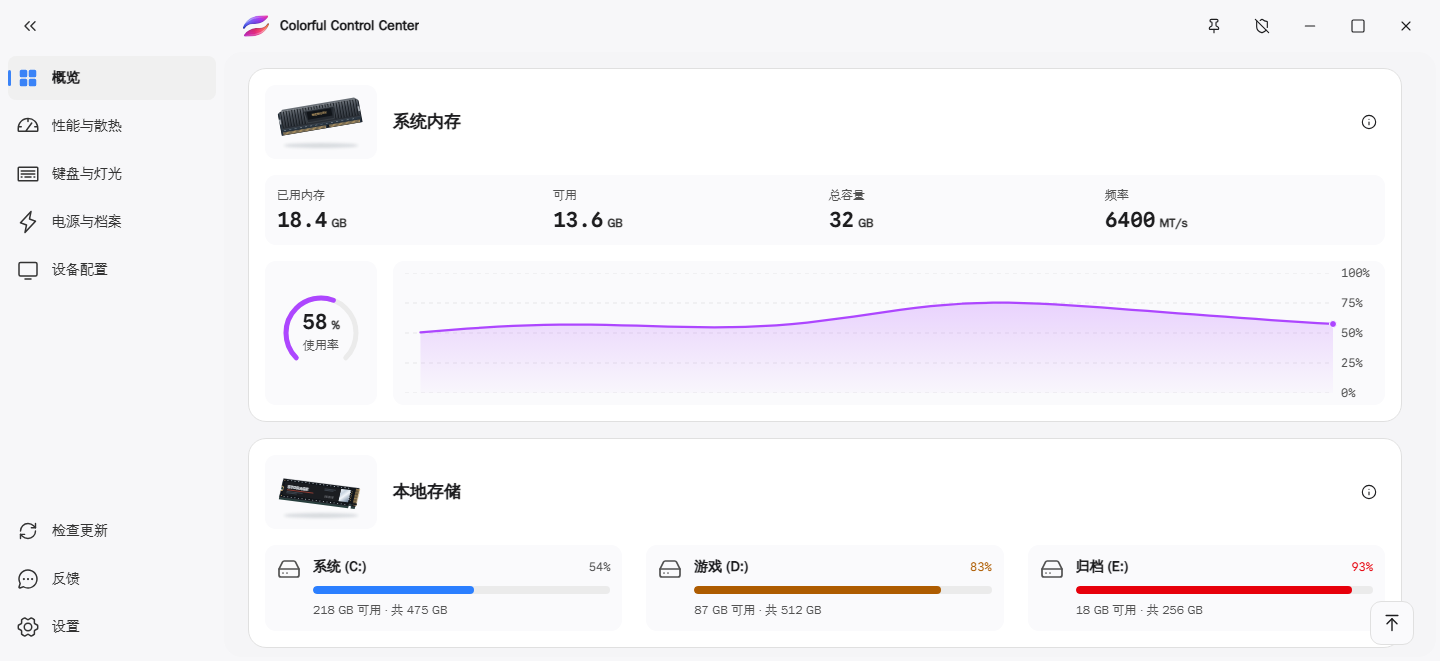 Colorful Control Center
概览
性能与散热
键盘与灯光
电源与档案
设备配置
检查更新
反馈
设置
系统内存
已用内存 可用 总容量 频率
18.4 GB 13.6 GB 32 GB 6400 MT/s
58 %
使用率
100%
75%
50%
25%
0%
本地存储
系统 (C:) 54%
218 GB 可用 · 共 475 GB
游戏 (D:) 83%
87 GB 可用 · 共 512 GB
归档 (E:) 93%
18 GB 可用 · 共 256 GB